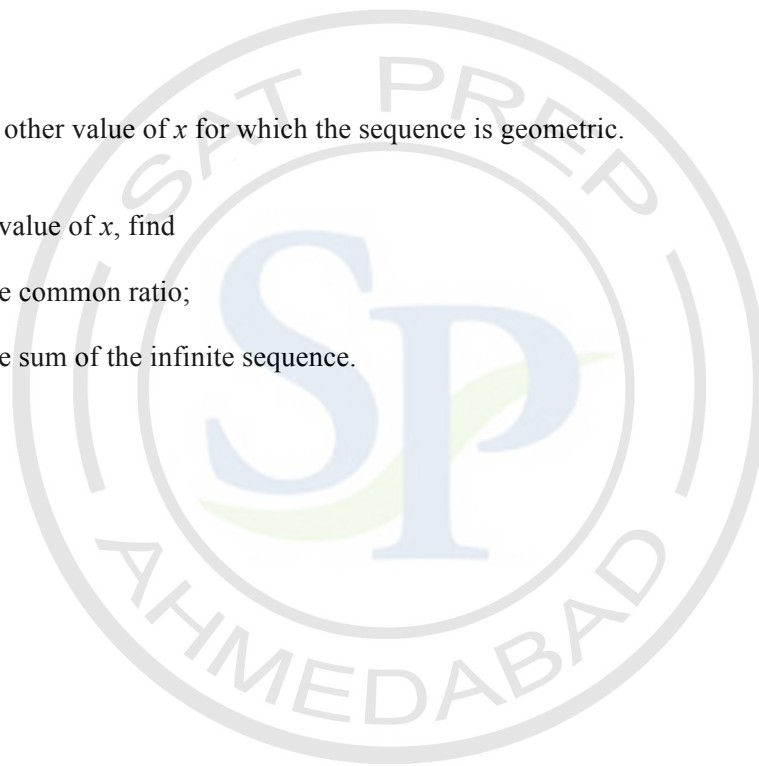 other value of x for which the sequence is geometric.
value of x, find
e common ratio;
e sum of the infinite sequence.
SAT PREP
SP
AHMEDABAD